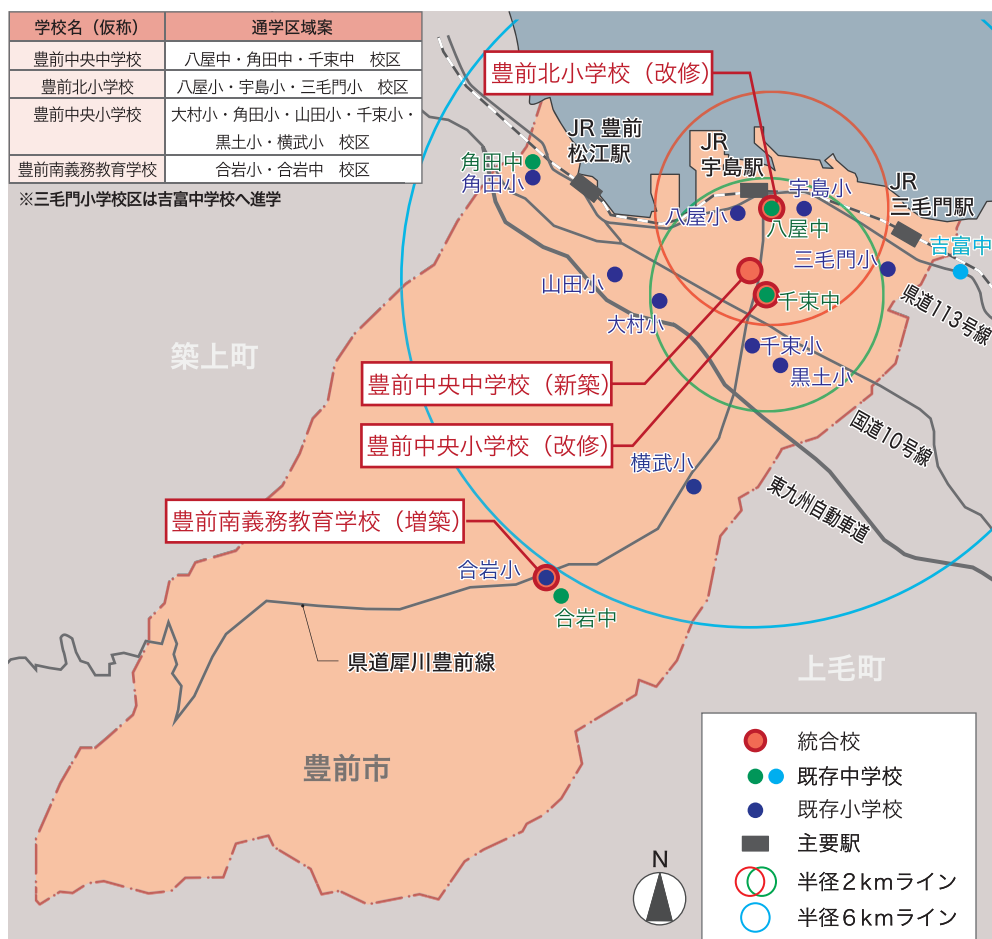 学校名（仮称） 通学区域案
豊前中央中学校 八屋中・角田中・千束中　校区
豊前北小学校 八屋小・宇島小・三毛門小　校区
豊前中央小学校 大村小・角田小・山田小・千束小・
黒土小・横武小　校区
豊前南義務教育学校 合岩小・合岩中　校区
※三毛門小学校区は吉富中学校へ進学
豊前北小学校（改修）
JR 豊前
松江駅
JR
宇島駅
JR
三毛門駅
角田中
角田小
八屋小
宇島小
八屋中
吉富中
三毛門小
山田小
千束中
大村小
県道113号線
千束小
黒土小
築上町
豊前中央中学校（新築）
豊前中央小学校（改修）
国道10号線
横武小
東九州自動車道
豊前南義務教育学校（増築）
合岩小
合岩中
県道犀川豊前線
上毛町
豊前市
統合校
既存中学校
既存小学校
主要駅
半径2kmライン
半径6kmライン
N